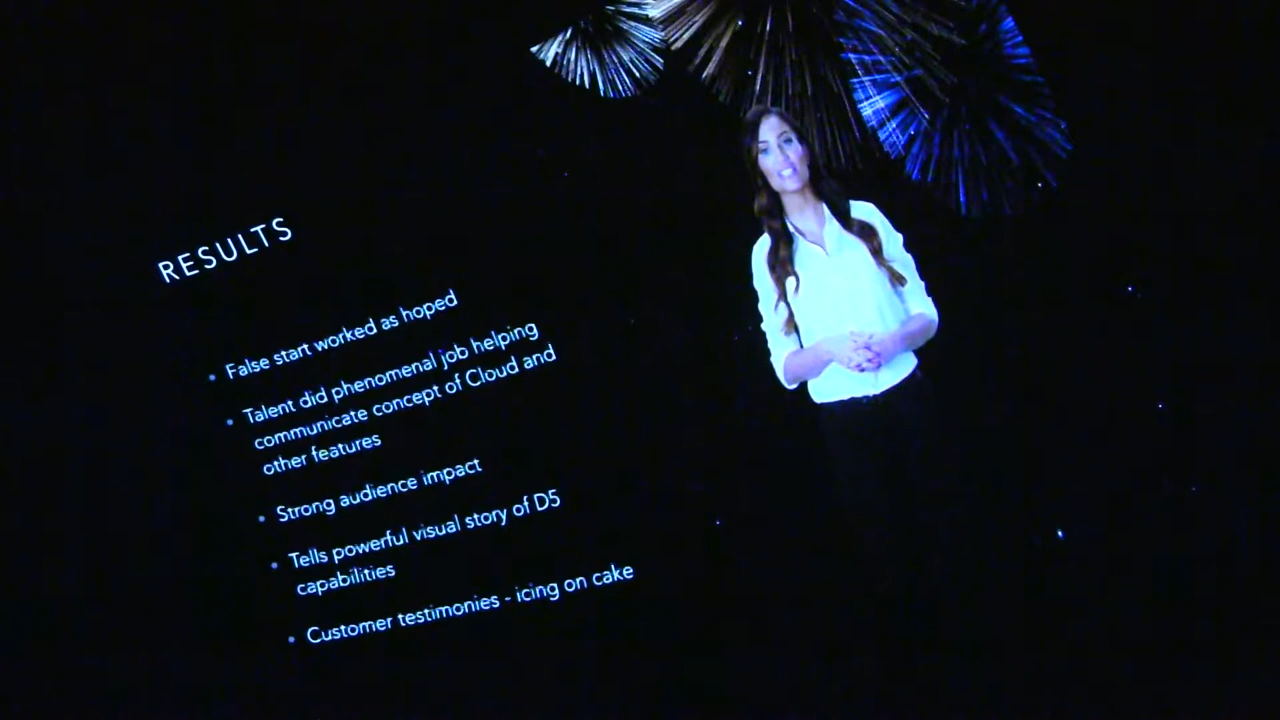 RESULTS
• False start worked as hoped
• Talent did phenomenal job helping
communicate concept of Cloud and
other features
• Strong audience impact
• Tells powerful visual story of D5
capabilities
• Customer testimonies - icing on cake